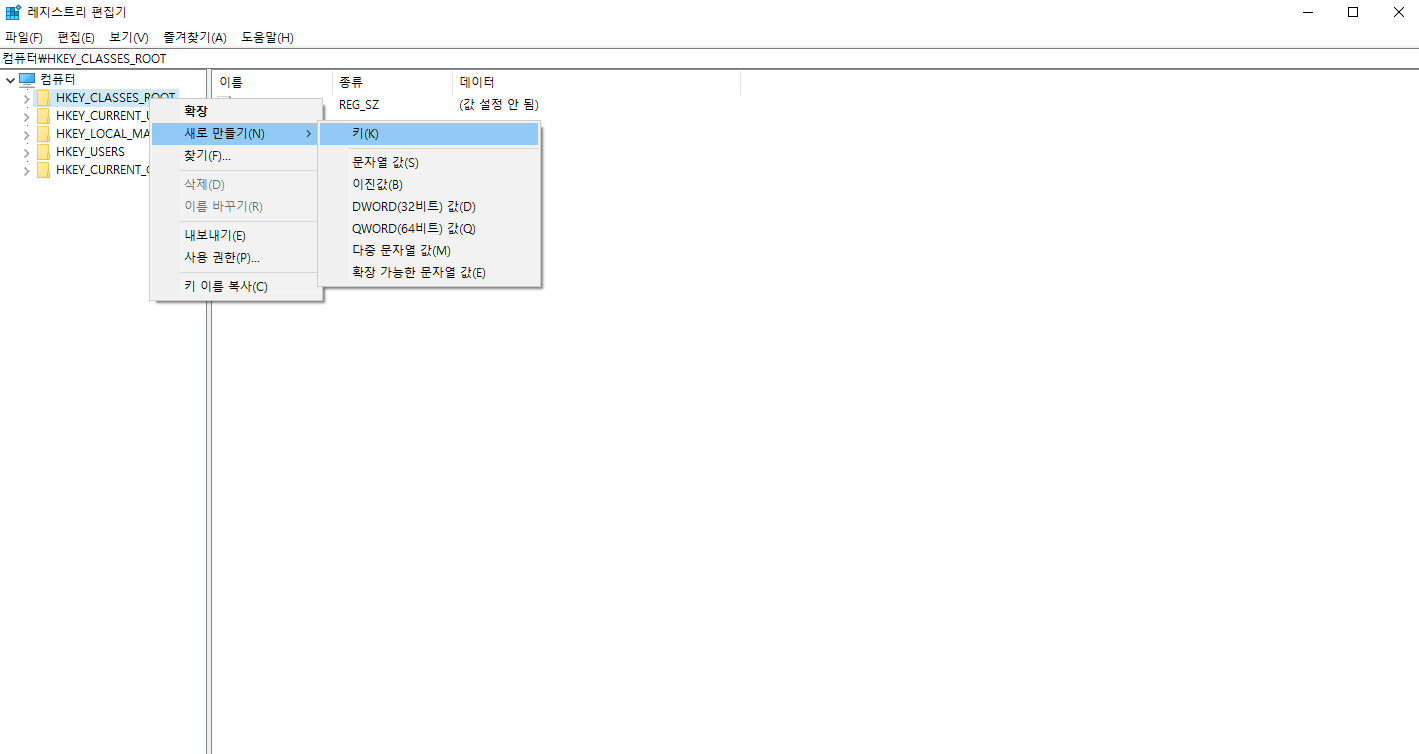 레지스트리 편집기
파일(F) 편집(E) 보기(V) 즐겨찾기(A) 도움말(H)
컴퓨터₩HKEY_CLASSES_ROOT
컴퓨터
HKEY_CLASSES_ROOT
HKEY_CURRENT_U
HKEY_LOCAL_MA
HKEY_USERS
HKEY_CURRENT_C
이름 종류 데이터
REG_SZ (값 설정 안 됨)
확장
새로 만들기(N)
찾기(F)...
삭제(D)
이름 바꾸기(R)
내보내기(E)
사용 권한(P)...
키 이름 복사(C)
키(K)
문자열 값(S)
이진값(B)
DWORD(32비트) 값(D)
QWORD(64비트) 값(Q)
다중 문자열 값(M)
확장 가능한 문자열 값(E)